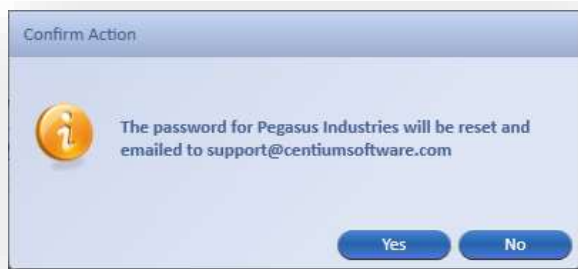 Confirm Action
The password for Pegasus Industries will be reset and
emailed to support@centiumsoftware.com
Yes No